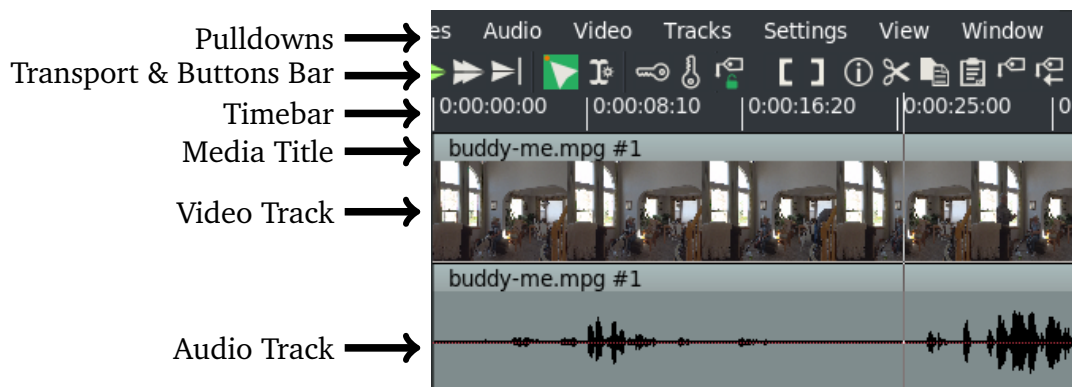 Pulldowns
es Audio Video Tracks Settings View Window
Transport & Buttons Bar
Timebar
0:00:00:00 0:00:08:10 0:00:16:20 0:00:25:00 0
Media Title
buddy-me.mpg #1
Video Track
buddy-me.mpg #1
Audio Track